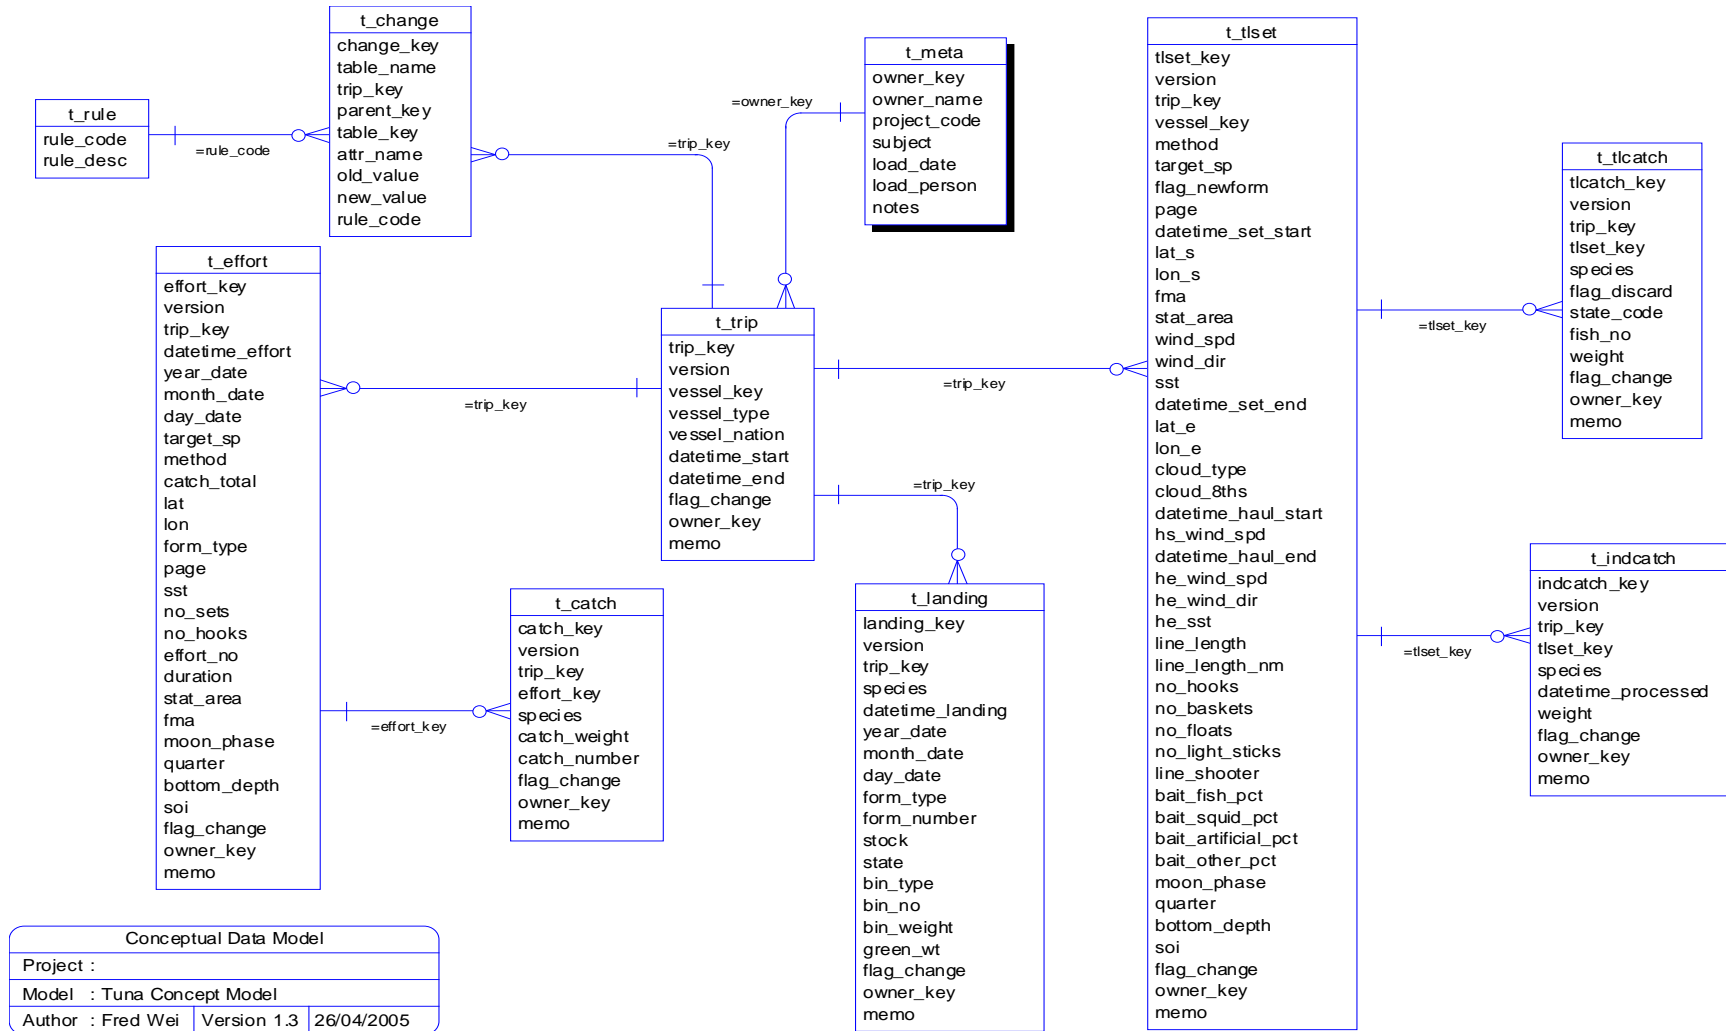 t_change
change_key
table_name
trip_key
parent_key
table_key
attr_name
old_value
new_value
rule_code
t_rule
rule_code
rule_desc
=rule_code
=trip_key
t_meta
owner_key
owner_name
project_code
subject
load_date
load_person
notes
=owner_key
t_effort
effort_key
version
trip_key
datetime_effort
year_date
month_date
day_date
target_sp
method
catch_total
lat
lon
form_type
page
sst
no_sets
no_hooks
effort_no
duration
stat_area
fma
moon_phase
quarter
bottom_depth
soi
flag_change
owner_key
memo
=trip_key
t_trip
trip_key
version
vessel_key
vessel_type
vessel_nation
datetime_start
datetime_end
flag_change
owner_key
memo
=trip_key
=trip_key
=effort_key
t_catch
catch_key
version
trip_key
effort_key
species
catch_weight
catch_number
flag_change
owner_key
memo
t_landing
landing_key
version
trip_key
species
datetime_landing
year_date
month_date
day_date
form_type
form_number
stock
state
bin_type
bin_no
bin_weight
green_wt
flag_change
owner_key
memo
t_tlset
tlset_key
version
trip_key
vessel_key
method
target_sp
flag_newform
page
datetime_set_start
lat_s
lon_s
fma
stat_area
wind_spd
wind_dir
sst
datetime_set_end
lat_e
lon_e
cloud_type
cloud_8ths
datetime_haul_start
hs_wind_spd
datetime_haul_end
he_wind_spd
he_wind_dir
he_sst
line_length
line_length_nm
no_hooks
no_baskets
no_floats
no_light_sticks
line_shooter
bait_fish_pct
bait_squid_pct
bait_artificial_pct
bait_other_pct
moon_phase
quarter
bottom_depth
soi
flag_change
owner_key
memo
=tlset_key
t_tlcatch
tlcatch_key
version
trip_key
tlset_key
species
flag_discard
state_code
fish_no
weight
flag_change
owner_key
memo
=tlset_key
t_indcatch
indcatch_key
version
trip_key
tlset_key
species
datetime_processed
weight
flag_change
owner_key
memo
Conceptual Data Model
Project :
Model : Tuna Concept Model
Author : Fred Wei Version 1.3 26/04/2005